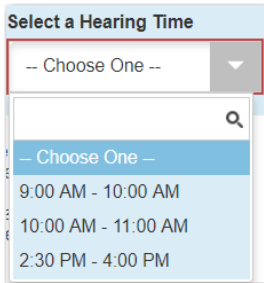 Select a Hearing Time
-- Choose One --
-- Choose One --
9:00 AM - 10:00 AM
10:00 AM - 11:00 AM
2:30 PM - 4:00 PM